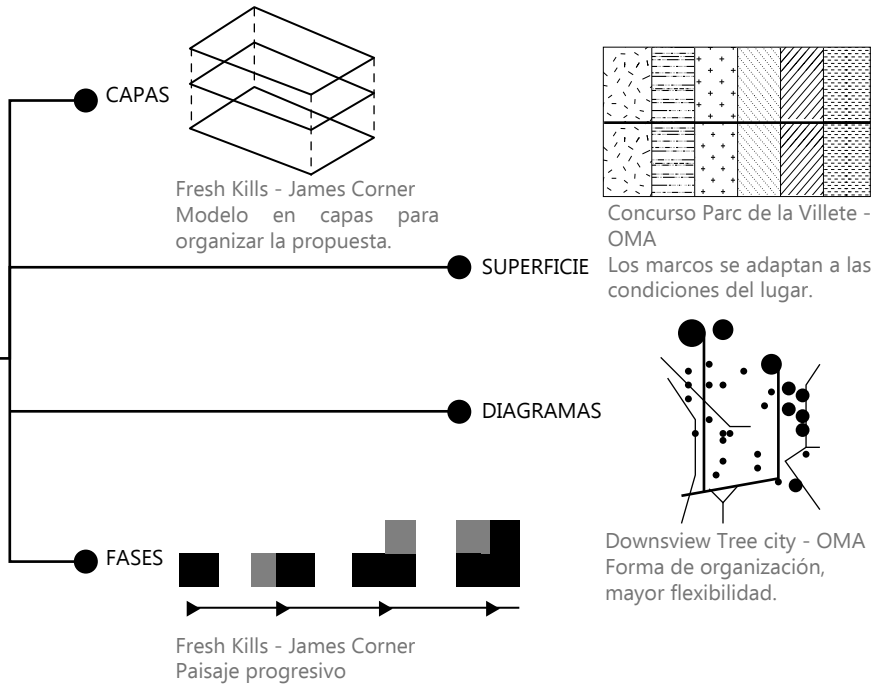 CAPAS
Fresh Kills - James Corner
Modelo en capas para
organizar la propuesta.
Concurso Parc de la Villete -
OMA
Los marcos se adaptan a las
condiciones del lugar.
SUPERFICIE
DIAGRAMAS
Downsview Tree city - OMA
Forma de organización,
mayor flexibilidad.
FASES
Fresh Kills - James Corner
Paisaje progresivo